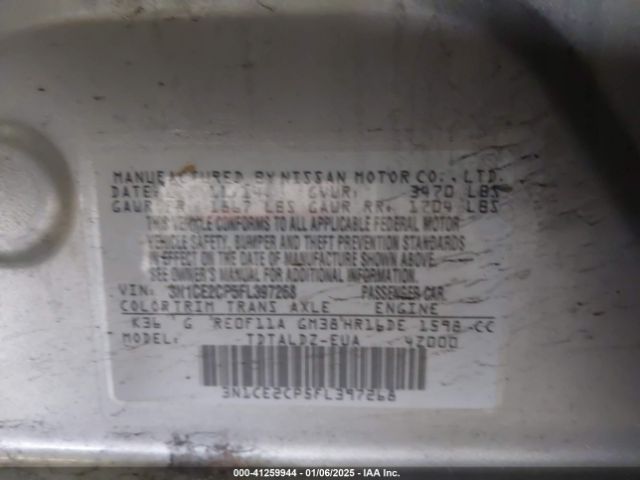 MANUFACTURED BY NISSAN MOTOR CO., LTD.
DATE: 11/14 GVWR: 3970 LBS
GAWR FR. 1667 LBS GAWR RR. 1704 LBS
THIS VEHICLE CONFORMS TO ALL APPLICABLE FEDERAL MOTOR
VEHICLE SAFETY, BUMPER AND THEFT PREVENTION STANDARDS
IN EFFECT ON THE DATE OF MANUFACTURE SHOWN ABOVE.
SEE OWNER'S MANUAL FOR ADDITIONAL INFORMATION.
VIN: 3N1CE2CP5FL397268 PASSENGER CAR
COLOR TRIM TRANS AXLE ENGINE
K36 G RE0F11A GM38 HR16DE 1598 CC
MODEL: TDTALDZ-EUA 42000
3N1CE2CP5FL397268
000-41259944 - 01/06/2025 - IAA Inc.